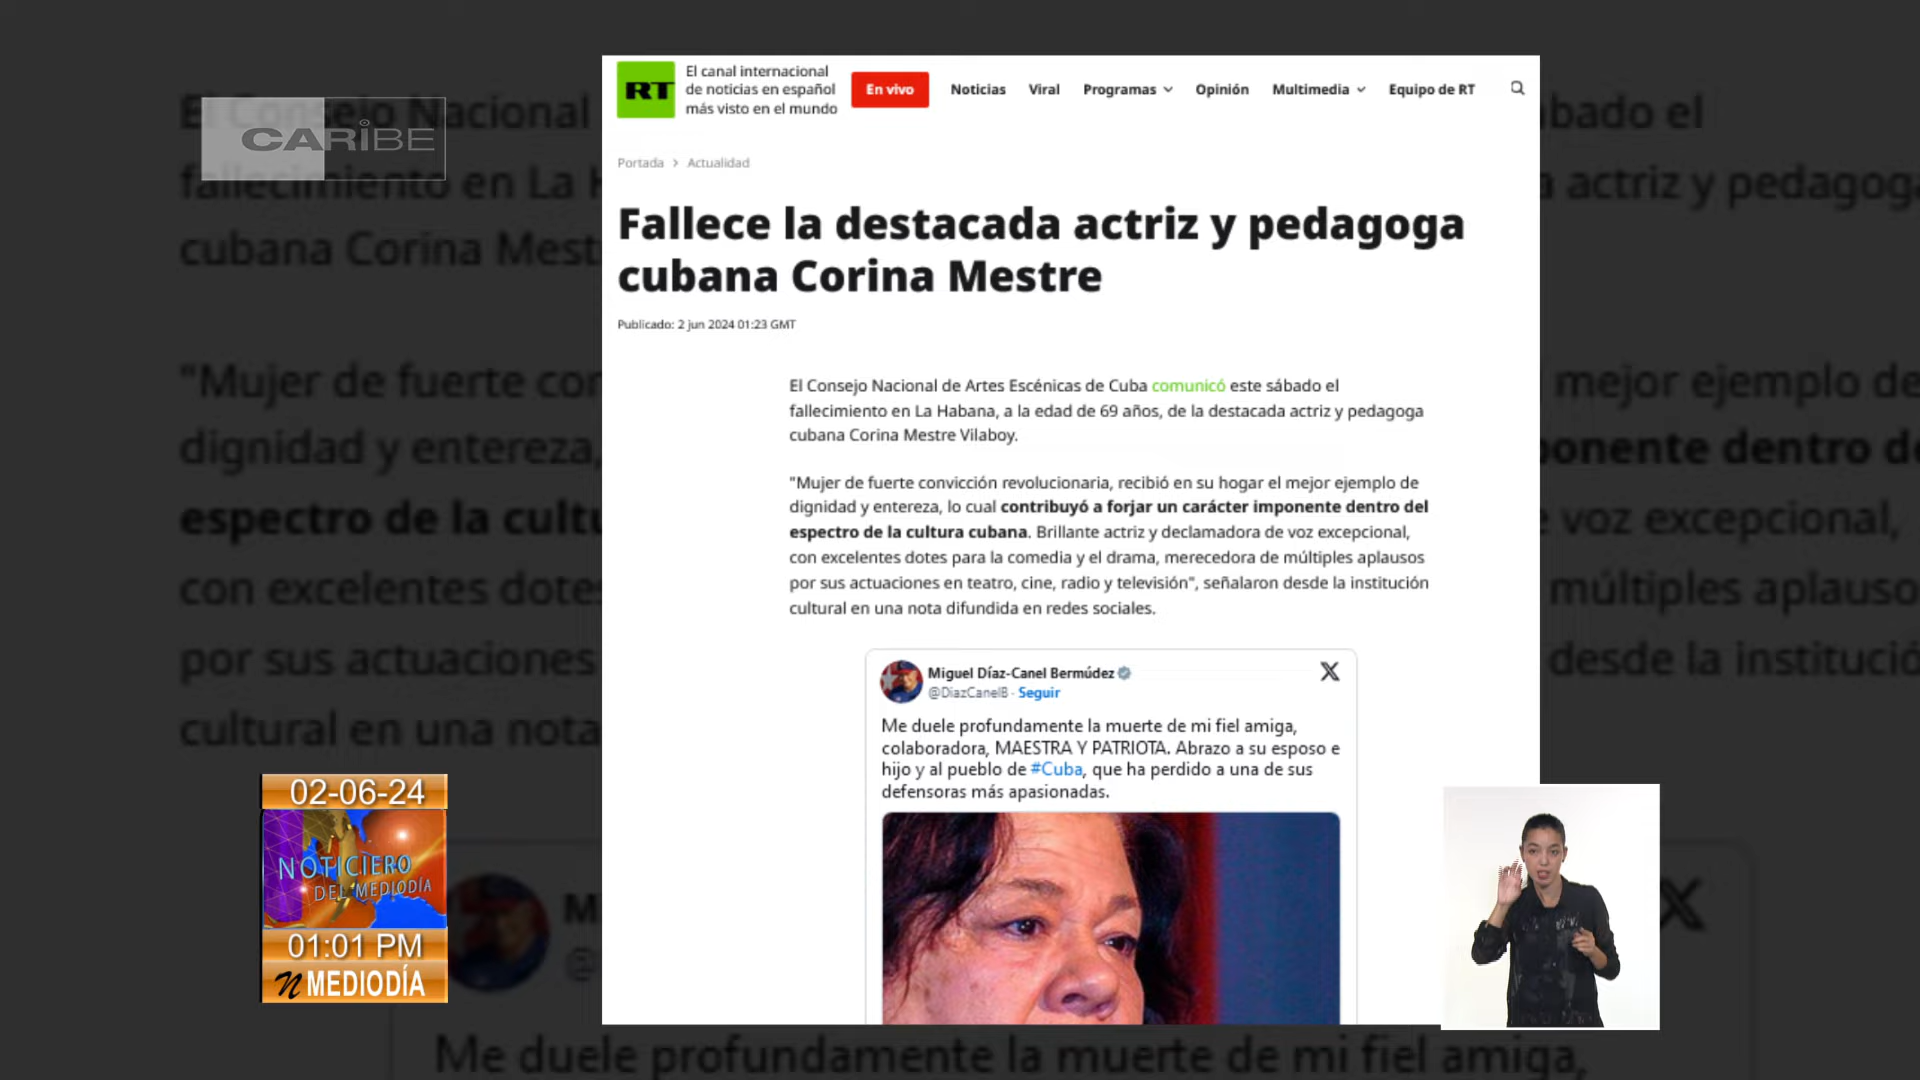 CARiBE
RT
El canal internacional
de noticias en español
más visto en el mundo
En vivo
Noticias
Viral
Programas
Opinión
Multimedia
Equipo de RT
Portada > Actualidad
Fallece la destacada actriz y pedagoga
cubana Corina Mestre
Publicado: 2 jun 2024 01:23 GMT
El Consejo Nacional de Artes Escénicas de Cuba comunicó este sábado el
fallecimiento en La Habana, a la edad de 69 años, de la destacada actriz y pedagoga
cubana Corina Mestre Vilaboy.
"Mujer de fuerte convicción revolucionaria, recibió en su hogar el mejor ejemplo de
dignidad y entereza, lo cual contribuyó a forjar un carácter imponente dentro del
espectro de la cultura cubana. Brillante actriz y declamadora de voz excepcional,
con excelentes dotes para la comedia y el drama, merecedora de múltiples aplausos
por sus actuaciones en teatro, cine, radio y televisión", señalaron desde la institución
cultural en una nota difundida en redes sociales.
Miguel Díaz-Canel Bermúdez
@DiazCanelB · Seguir
X
Me duele profundamente la muerte de mi fiel amiga,
colaboradora, MAESTRA Y PATRIOTA. Abrazo a su esposo e
hijo y al pueblo de #Cuba, que ha perdido a una de sus
defensoras más apasionadas.
02-06-24
NOTICIERO
DEL MEDIODÍA
01:01 PM
n MEDIODÍA
Me duele profundamente la muerte de mi fiel amiga,